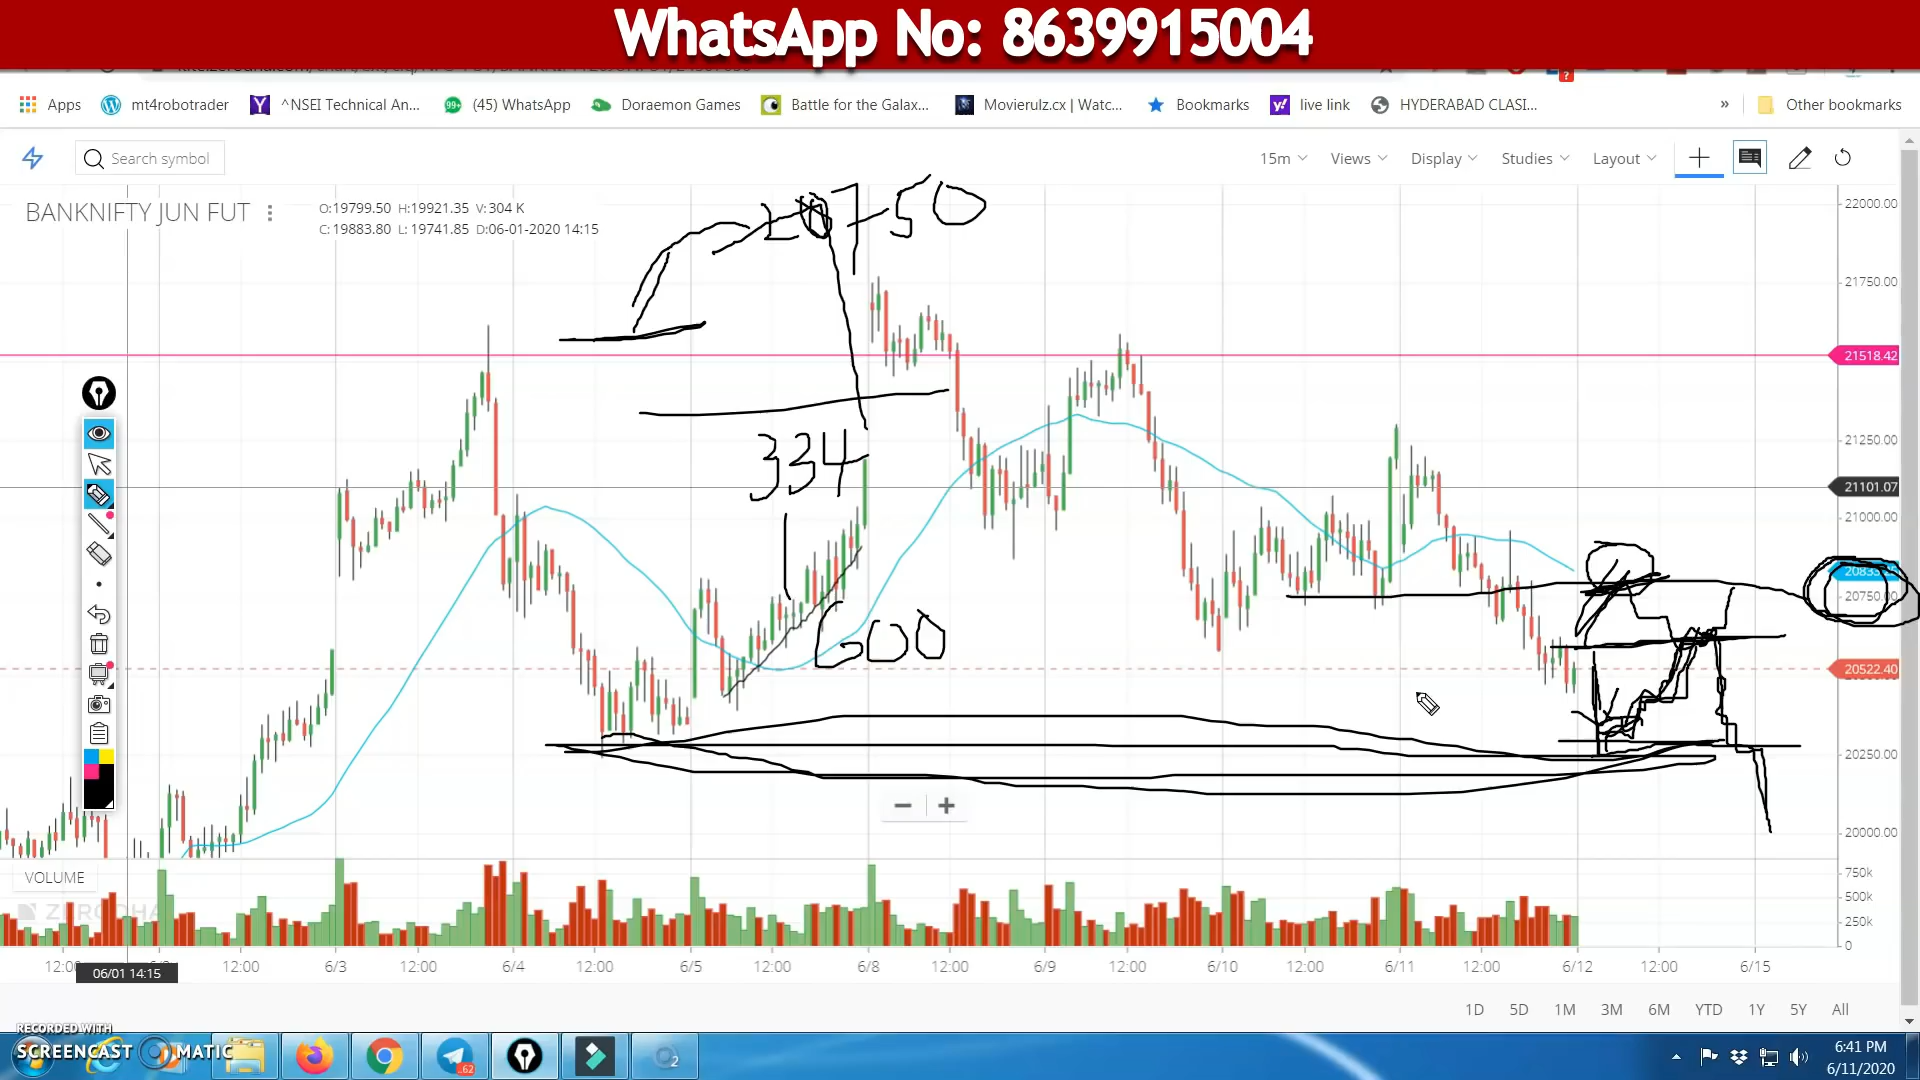 WhatsApp No: 8639915004
Apps mt4robotrader ^NSEI Technical An... (45) WhatsApp Doraemon Games Battle for the Galax... Movierulz.cx | Watc... Bookmarks live link HYDERABAD CLASI... » Other bookmarks
Search symbol 15m Views Display Studies Layout
BANKNIFTY JUN FUT
O:19799.50 H:19921.35 V:304 K
C:19883.80 L:19741.85 D:06-01-2020 14:15
50
22000.00
21750.00
21518.42
334
21250.00
21101.07
21000.00
20750.00
600
20522.40
20250.00
20000.00
VOLUME
ZERODHA
750k
500k
250k
0
12:00 6/3 12:00 6/4 12:00 6/5 12:00 6/8 12:00 6/9 12:00 6/10 12:00 6/11 12:00 6/12 12:00 6/15
06/01 14:15
1D 5D 1M 3M 6M YTD 1Y 5Y All
RECORDED WITH
SCREENCAST MATIC
62
2
6:41 PM
6/11/2020